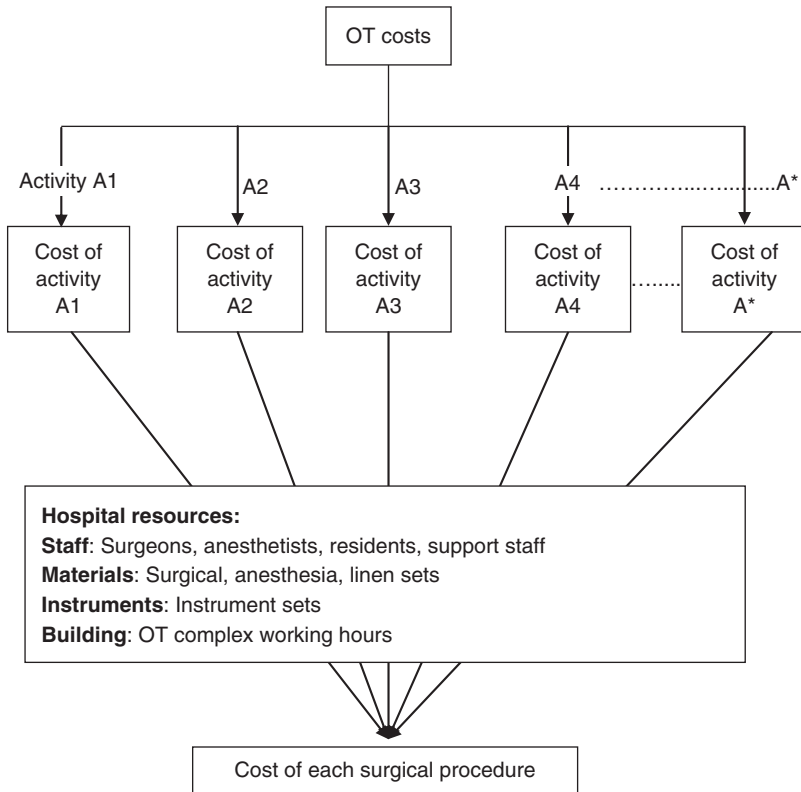 OT costs
Activity A1
A2
A3
A4
…………..…..........A*
Cost of
activity
A1
Cost of
activity
A2
Cost of
activity
A3
Cost of
activity
A4
…......
Cost of
activity
A*
Hospital resources:
Staff: Surgeons, anesthetists, residents, support staff
Materials: Surgical, anesthesia, linen sets
Instruments: Instrument sets
Building: OT complex working hours
Cost of each surgical procedure